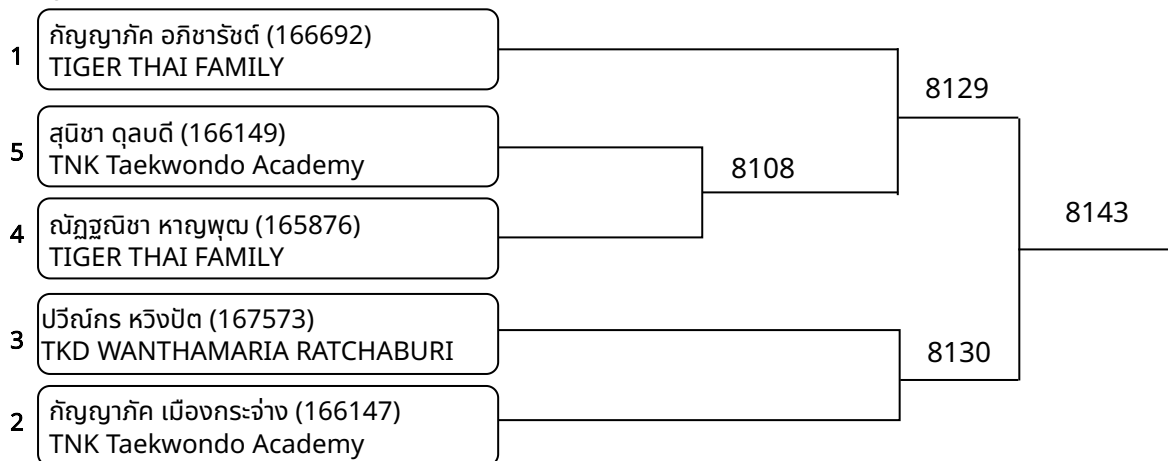 1
กัญญาภัค อภิชารัชต์ (166692)
TIGER THAI FAMILY
8129
5
สุนิชา ดุลบดี (166149)
TNK Taekwondo Academy
8108
4
ณัฏฐณิชา หาญพุฒ (165876)
TIGER THAI FAMILY
8143
3
ปวีณ์กร หวิงปัต (167573)
TKD WANTHAMARIA RATCHABURI
8130
2
กัญญาภัค เมืองกระจ่าง (166147)
TNK Taekwondo Academy